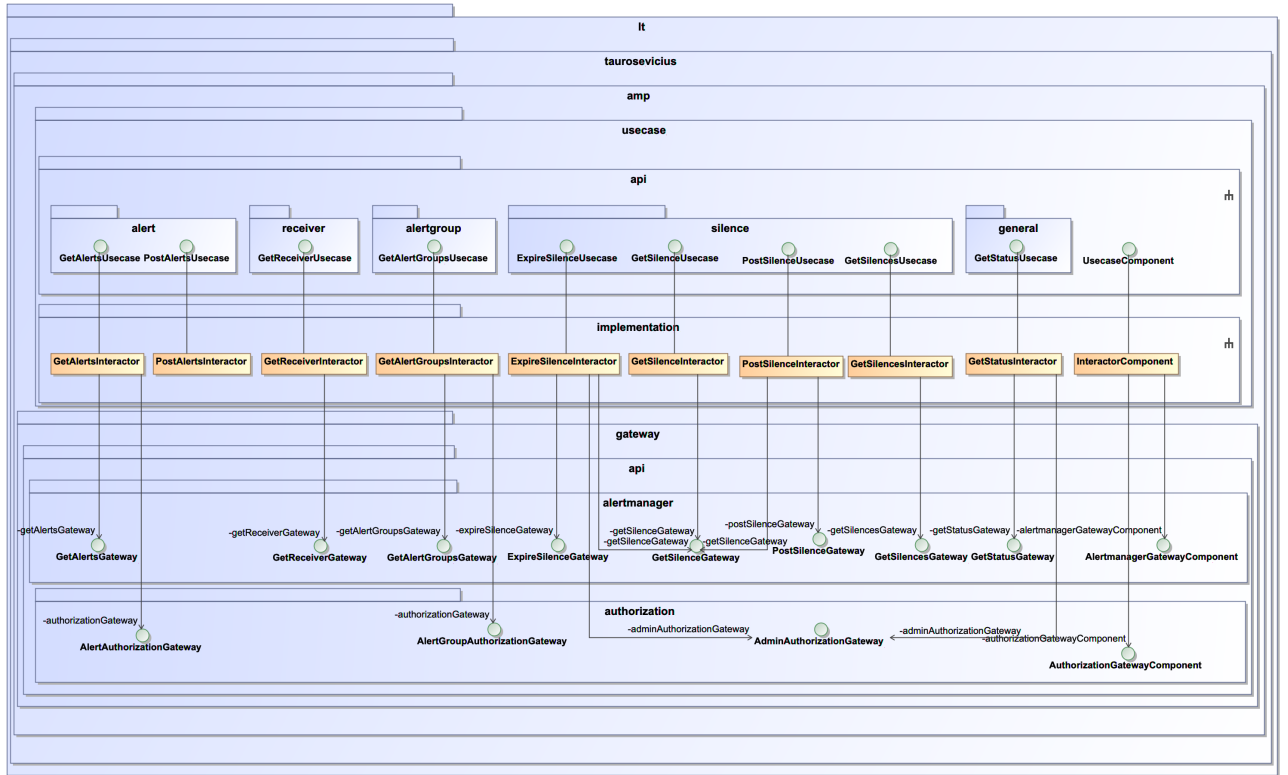 lt
taurosevicius
amp
usecase
api
alert
receiver
alertgroup
silence
general
GetAlertsUsecase PostAlertsUsecase
GetReceiverUsecase
GetAlertGroupsUsecase
ExpireSilenceUsecase
GetSilenceUsecase
PostSilenceUsecase
GetSilencesUsecase
GetStatusUsecase
UsecaseComponent
implementation
GetAlertsInteractor
PostAlertsInteractor
GetReceiverInteractor
GetAlertGroupsInteractor
ExpireSilenceInteractor
GetSilenceInteractor
PostSilenceInteractor
GetSilencesInteractor
GetStatusInteractor
InteractorComponent
gateway
api
alertmanager
-getAlertsGateway
-getReceiverGateway
-getAlertGroupsGateway
-expireSilenceGateway
-getSilenceGateway
-getSilenceGateway
-getSilenceGateway
-postSilenceGateway
-getSilencesGateway
-getStatusGateway
-alertmanagerGatewayComponent
GetAlertsGateway
GetReceiverGateway
GetAlertGroupsGateway
ExpireSilenceGateway
GetSilenceGateway
PostSilenceGateway
GetSilencesGateway
GetStatusGateway
AlertmanagerGatewayComponent
authorization
-authorizationGateway
-authorizationGateway
-adminAuthorizationGateway
-adminAuthorizationGateway
-authorizationGatewayComponent
AlertAuthorizationGateway
AlertGroupAuthorizationGateway
AdminAuthorizationGateway
AuthorizationGatewayComponent